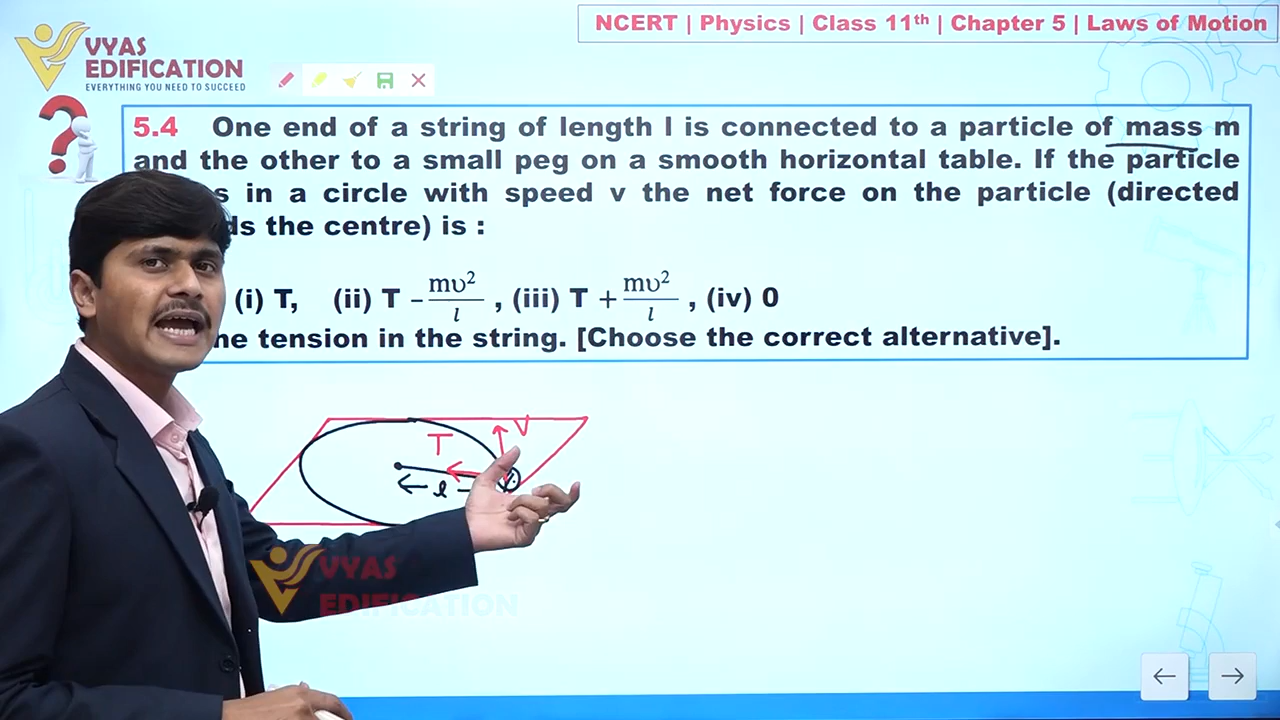 NCERT | Physics | Class 11th | Chapter 5 | Laws of Motion
VYAS
EDIFICATION
EVERYTHING YOU NEED TO SUCCEED
5.4 One end of a string of length l is connected to a particle of mass m
and the other to a small peg on a smooth horizontal table. If the particle
in a circle with speed v the net force on the particle (directed
the centre) is :
(i) T, (ii) T – mυ²/l , (iii) T + mυ²/l , (iv) 0
tension in the string. [Choose the correct alternative].
V
T
l
VYAS
EDIFICATION